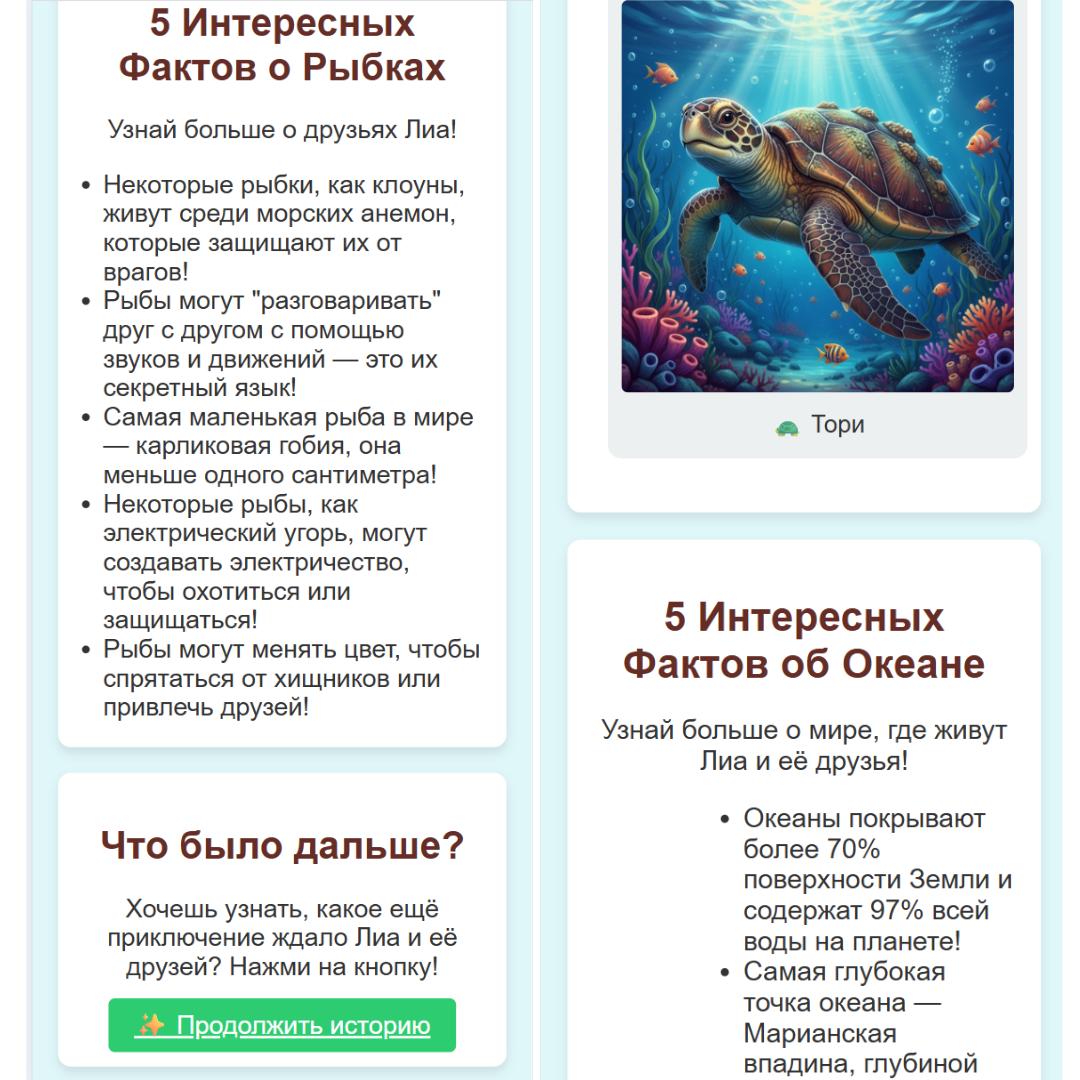 5 Интересных
Фактов о Рыбках
Узнай больше о друзьях Лиа!
• Некоторые рыбки, как клоуны,
живут среди морских анемон,
которые защищают их от
врагов!
• Рыбы могут "разговаривать"
друг с другом с помощью
звуков и движений — это их
секретный язык!
• Самая маленькая рыба в мире
— карликовая гобия, она
меньше одного сантиметра!
• Некоторые рыбы, как
электрический угорь, могут
создавать электричество,
чтобы охотиться или
защищаться!
• Рыбы могут менять цвет, чтобы
спрятаться от хищников или
привлечь друзей!
Что было дальше?
Хочешь узнать, какое ещё
приключение ждало Лиа и её
друзей? Нажми на кнопку!
✨ Продолжить историю
🐢 Тори
5 Интересных
Фактов об Океане
Узнай больше о мире, где живут
Лиа и её друзья!
• Океаны покрывают
более 70%
поверхности Земли и
содержат 97% всей
воды на планете!
• Самая глубокая
точка океана —
Марианская
впадина, глубиной